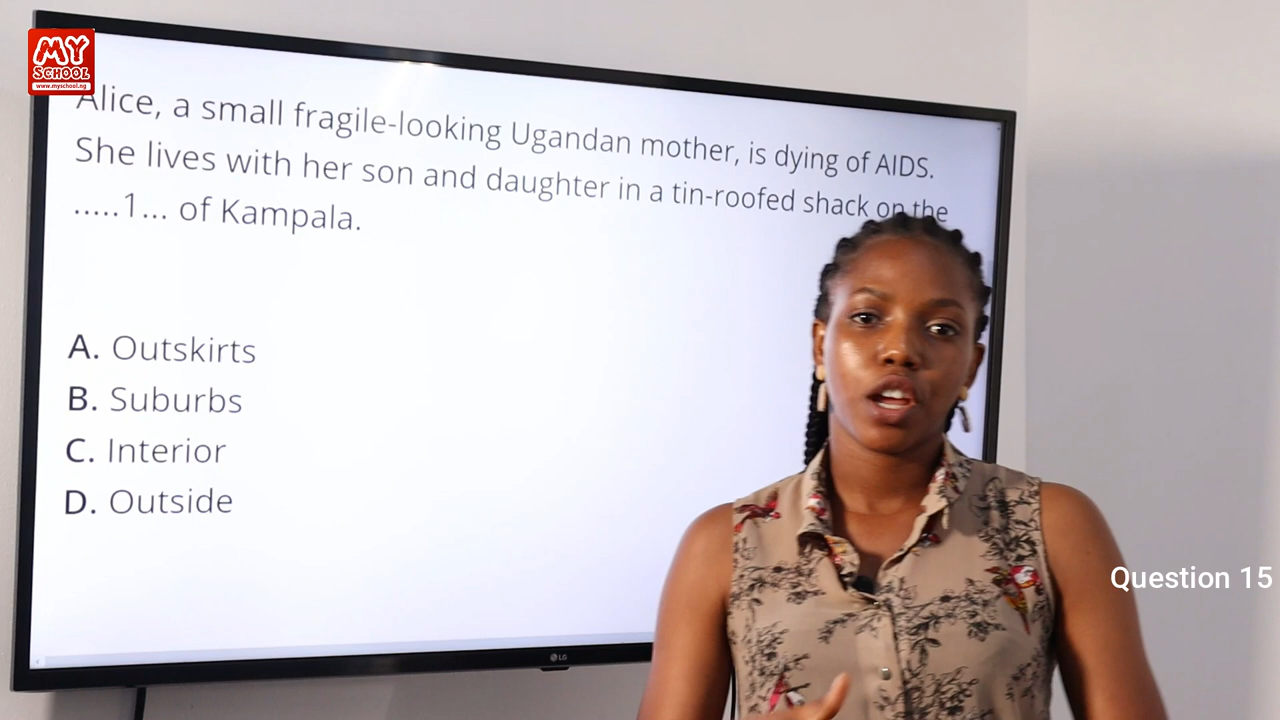 MY
SCHOOL
www.myschool.ng
Alice, a small fragile-looking Ugandan mother, is dying of AIDS.
She lives with her son and daughter in a tin-roofed shack on the
.....1... of Kampala.
A. Outskirts
B. Suburbs
C. Interior
D. Outside
Question 15
LG